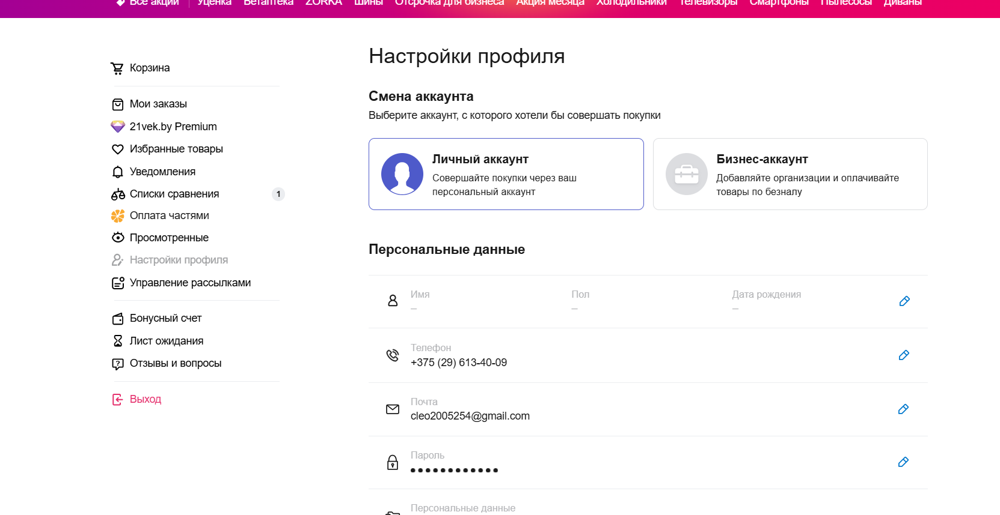 Все акции
Уценка
Ветаптека
ZORKA
Шины
Отсрочка для бизнеса
Акция месяца
Холодильники
Телевизоры
Смартфоны
Пылесосы
Диваны
Корзина
Мои заказы
21vek.by Premium
Избранные товары
Уведомления
Списки сравнения
1
Оплата частями
Просмотренные
Настройки профиля
Управление рассылками
Бонусный счет
Лист ожидания
Отзывы и вопросы
Выход
Настройки профиля
Смена аккаунта
Выберите аккаунт, с которого хотели бы совершать покупки
Личный аккаунт
Совершайте покупки через ваш
персональный аккаунт
Бизнес-аккаунт
Добавляйте организации и оплачивайте
товары по безналу
Персональные данные
Имя
–
Пол
–
Дата рождения
–
Телефон
+375 (29) 613-40-09
Почта
cleo2005254@gmail.com
Пароль
●●●●●●●●●●●●
Персональные данные